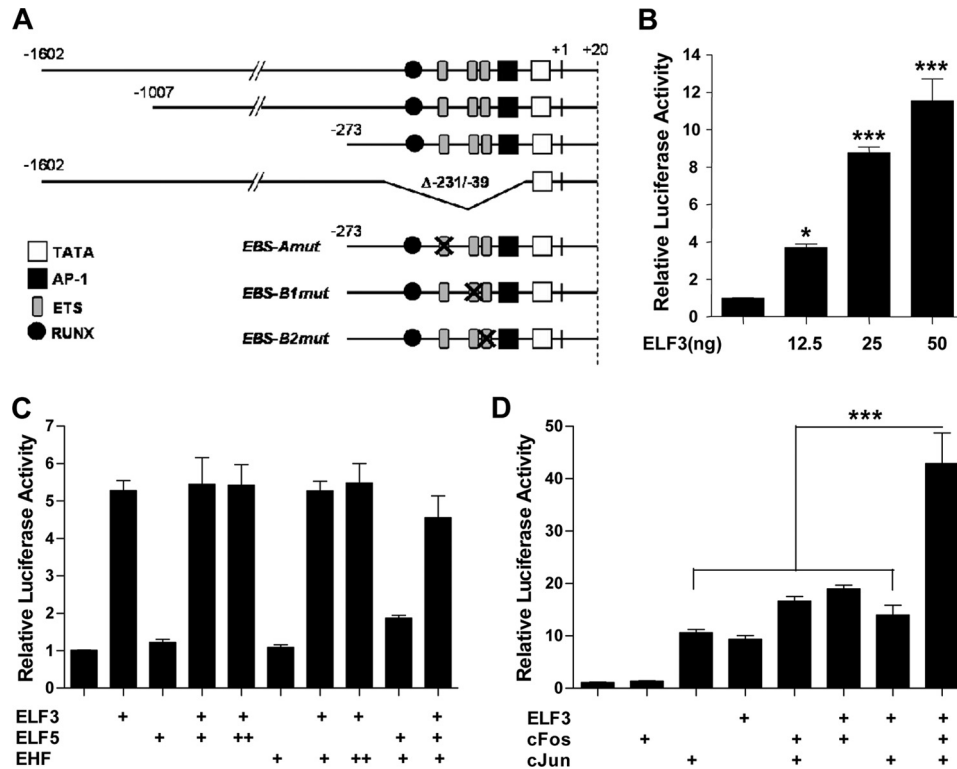 A
-1602
+1 +20
-1007
-273
-1602
Δ-231/-39
-273
EBS-Amut
EBS-B1mut
EBS-B2mut
TATA
AP-1
ETS
RUNX
B
Relative Luciferase Activity
14
12
10
8
6
4
2
0
* *** ***
ELF3(ng) 12.5 25 50
C
Relative Luciferase Activity
7
6
5
4
3
2
1
0
ELF3 + + + + + +
ELF5 + + ++ + +
EHF + + ++ + +
D
Relative Luciferase Activity
50
40
30
20
10
0
***
ELF3 + + + +
cFos + + + +
cJun + + + +